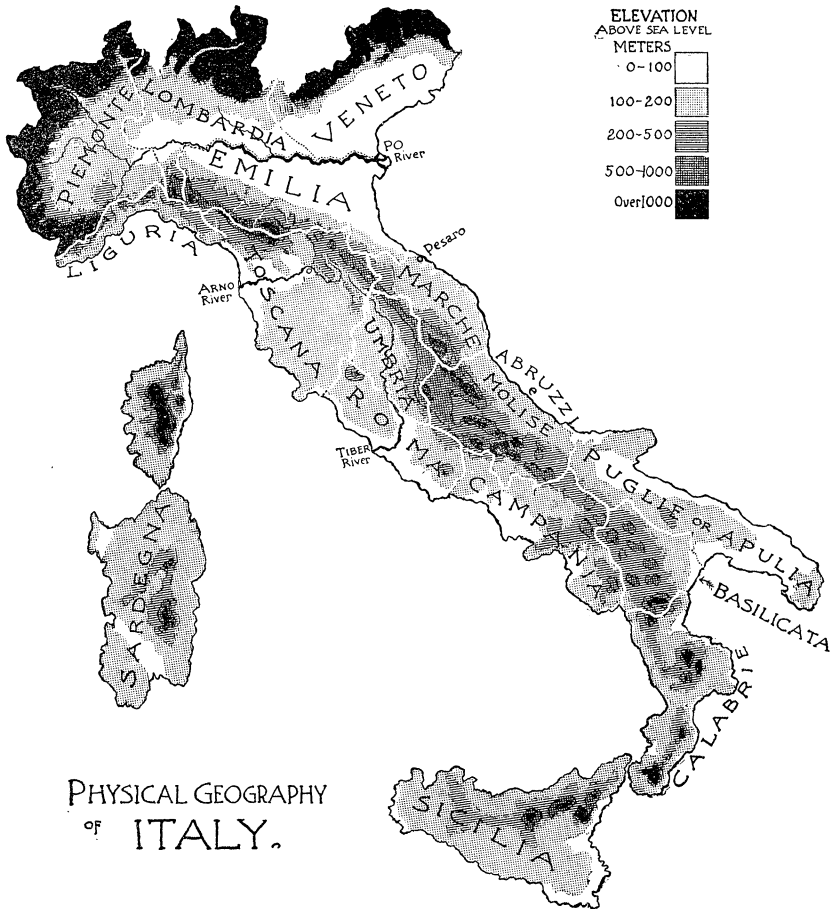 ELEVATION
ABOVE SEA LEVEL
METERS
0-100
100-200
200-500
500-1000
Over 1000
PIEMONTE
LOMBARDIA
VENETO
PO
River
EMILIA
LIGURIA
Pesaro
ARNO
River
TOSCANA
MARCHE
UMBRIA
ABRUZZI
e
MOLISE
ROMA
TIBER
River
CAMPANIA
PUGLIE OR APULIA
BASILICATA
SARDEGNA
CALABRIE
SICILIA
PHYSICAL GEOGRAPHY
OF ITALY.